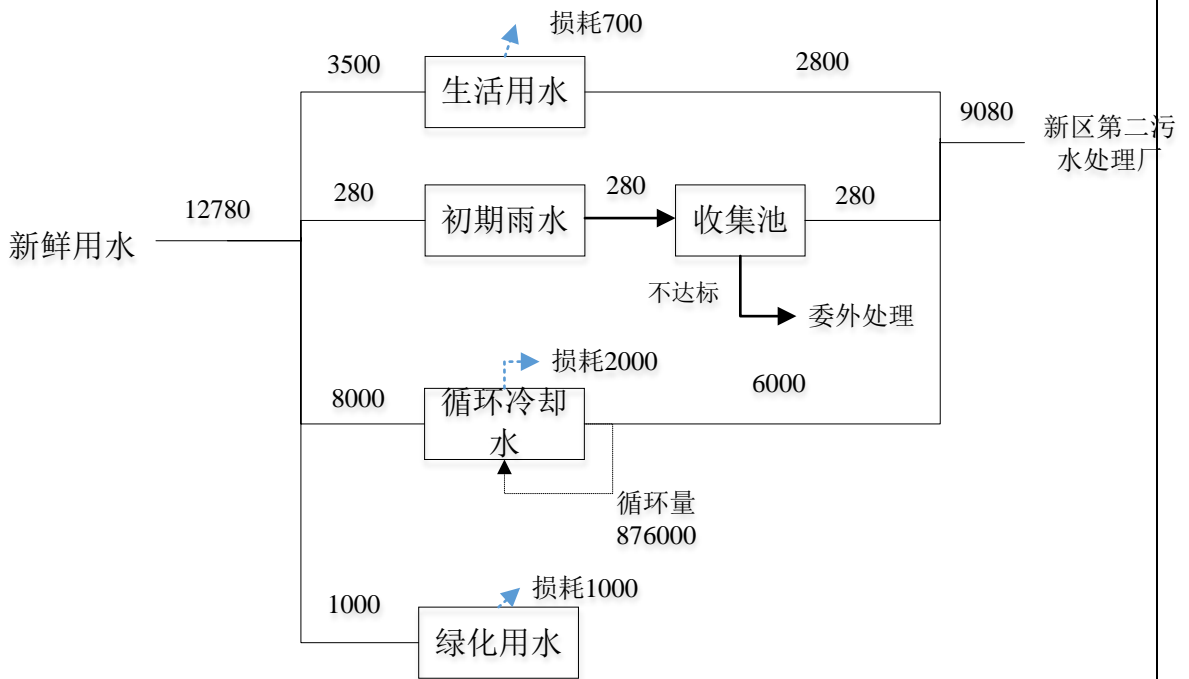 损耗700
3500
生活用水
2800
9080
新区第二污
水处理厂
12780
新鲜用水
280
初期雨水
280
收集池
280
不达标
委外处理
损耗2000
8000
循环冷却
水
6000
循环量
876000
损耗1000
1000
绿化用水